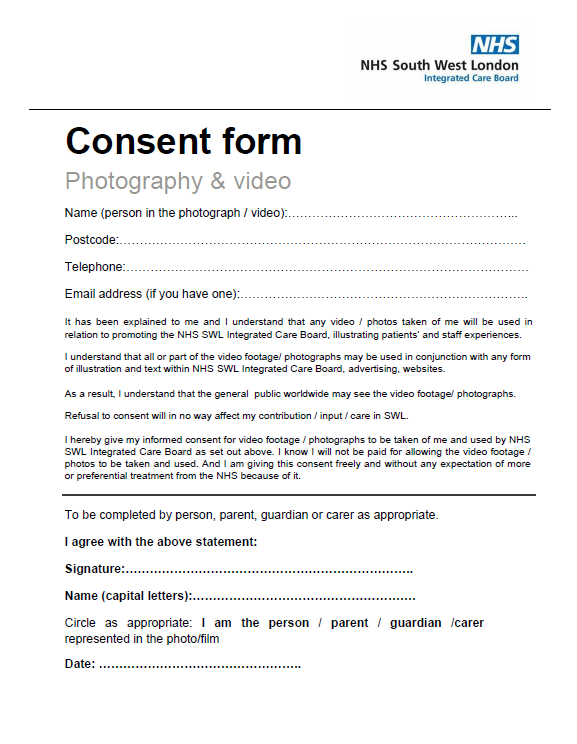 NHS
NHS South West London
Integrated Care Board
Consent form
Photography & video
Name (person in the photograph / video):…………………………………………………..
Postcode:…………………………………………………………………………………………
Telephone:…………………………………………………………………………………………
Email address (if you have one):……………………………………………………………….
It has been explained to me and I understand that any video / photos taken of me will be used in
relation to promoting the NHS SWL Integrated Care Board, illustrating patients' and staff experiences.
I understand that all or part of the video footage/ photographs may be used in conjunction with any form
of illustration and text within NHS SWL Integrated Care Board, advertising, websites.
As a result, I understand that the general public worldwide may see the video footage/ photographs.
Refusal to consent will in no way affect my contribution / input / care in SWL.
I hereby give my informed consent for video footage / photographs to be taken of me and used by NHS
SWL Integrated Care Board as set out above. I know I will not be paid for allowing the video footage /
photos to be taken and used. And I am giving this consent freely and without any expectation of more
or preferential treatment from the NHS because of it.
To be completed by person, parent, guardian or carer as appropriate.
I agree with the above statement:
Signature:……………………………………………………………..
Name (capital letters):……………………………………………….
Circle as appropriate: I am the person / parent / guardian /carer
represented in the photo/film
Date: …………………………………………..